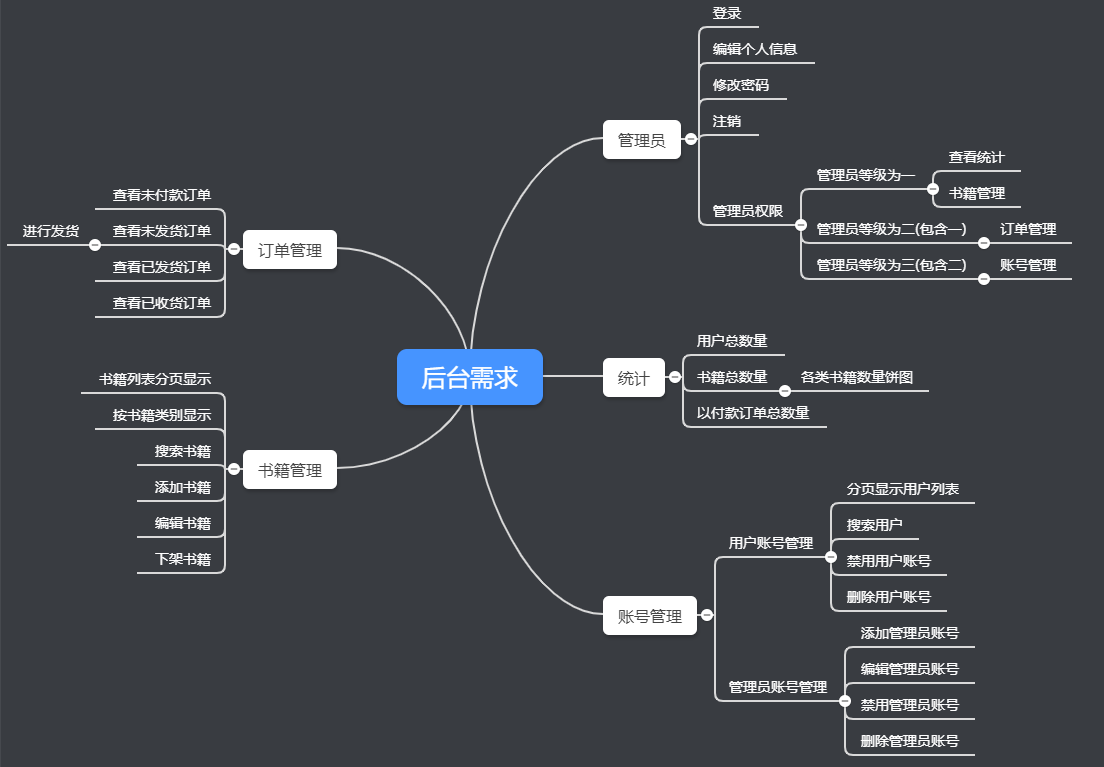 后台需求
管理员
登录
编辑个人信息
修改密码
注销
管理员权限
管理员等级为一
查看统计
书籍管理
管理员等级为二(包含一)
订单管理
管理员等级为三(包含二)
账号管理
统计
用户总数量
书籍总数量
各类书籍数量饼图
以付款订单总数量
账号管理
用户账号管理
分页显示用户列表
搜索用户
禁用用户账号
删除用户账号
管理员账号管理
添加管理员账号
编辑管理员账号
禁用管理员账号
删除管理员账号
订单管理
查看未付款订单
查看未发货订单
进行发货
查看已发货订单
查看已收货订单
书籍管理
书籍列表分页显示
按书籍类别显示
搜索书籍
添加书籍
编辑书籍
下架书籍